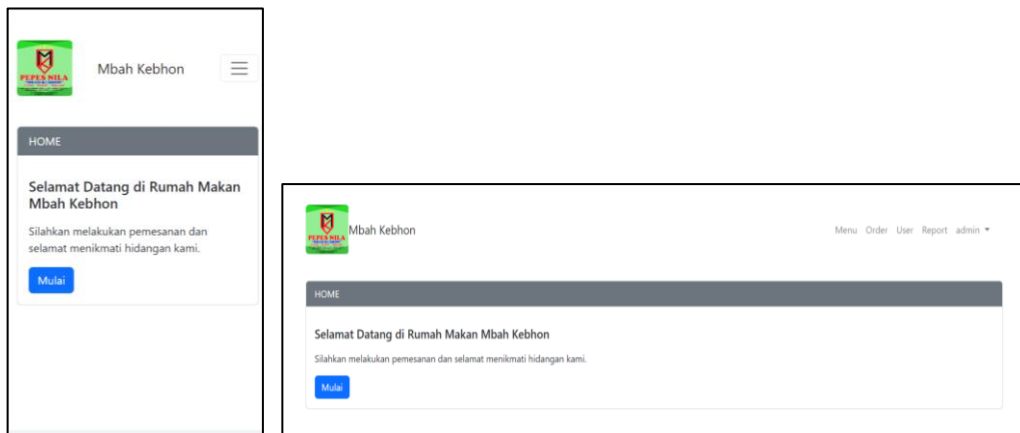 PEPES NILA
Mbah Kebhon
HOME
Selamat Datang di Rumah Makan
Mbah Kebhon
Silahkan melakukan pemesanan dan
selamat menikmati hidangan kami.
Mulai
PEPES NILA
Mbah Kebhon
Menu Order User Report admin
HOME
Selamat Datang di Rumah Makan Mbah Kebhon
Silahkan melakukan pemesanan dan selamat menikmati hidangan kami.
Mulai